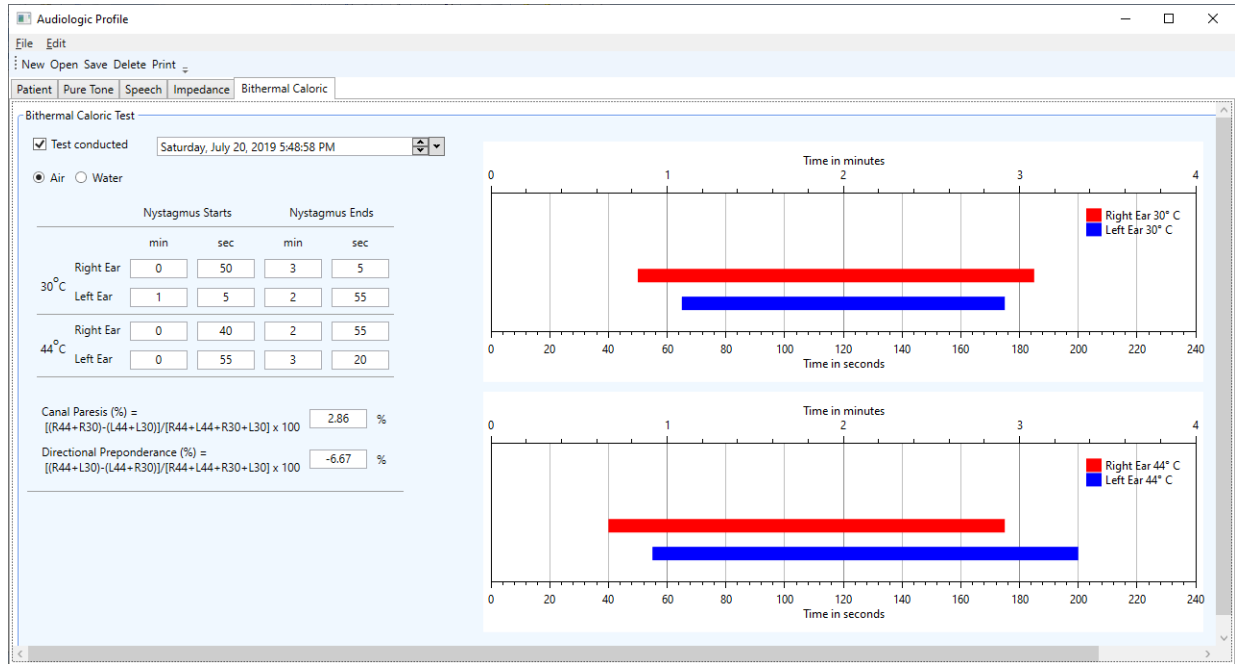 Audiologic Profile
File Edit
New Open Save Delete Print
Patient Pure Tone Speech Impedance Bithermal Caloric
Bithermal Caloric Test
Test conducted Saturday, July 20, 2019 5:48:58 PM
Air Water
Nystagmus Starts Nystagmus Ends
min sec min sec
30°C
Right Ear 0 50 3 5
Left Ear 1 5 2 55
44°C
Right Ear 0 40 2 55
Left Ear 0 55 3 20
Canal Paresis (%) =
[(R44+R30)-(L44+L30)]/[R44+L44+R30+L30] x 100 2.86 %
Directional Preponderance (%) =
[(R44+L30)-(L44+R30)]/[R44+L44+R30+L30] x 100 -6.67 %
Time in minutes
0 1 2 3 4
Right Ear 30° C
Left Ear 30° C
0 20 40 60 80 100 120 140 160 180 200 220 240
Time in seconds
Time in minutes
0 1 2 3 4
Right Ear 44° C
Left Ear 44° C
0 20 40 60 80 100 120 140 160 180 200 220 240
Time in seconds